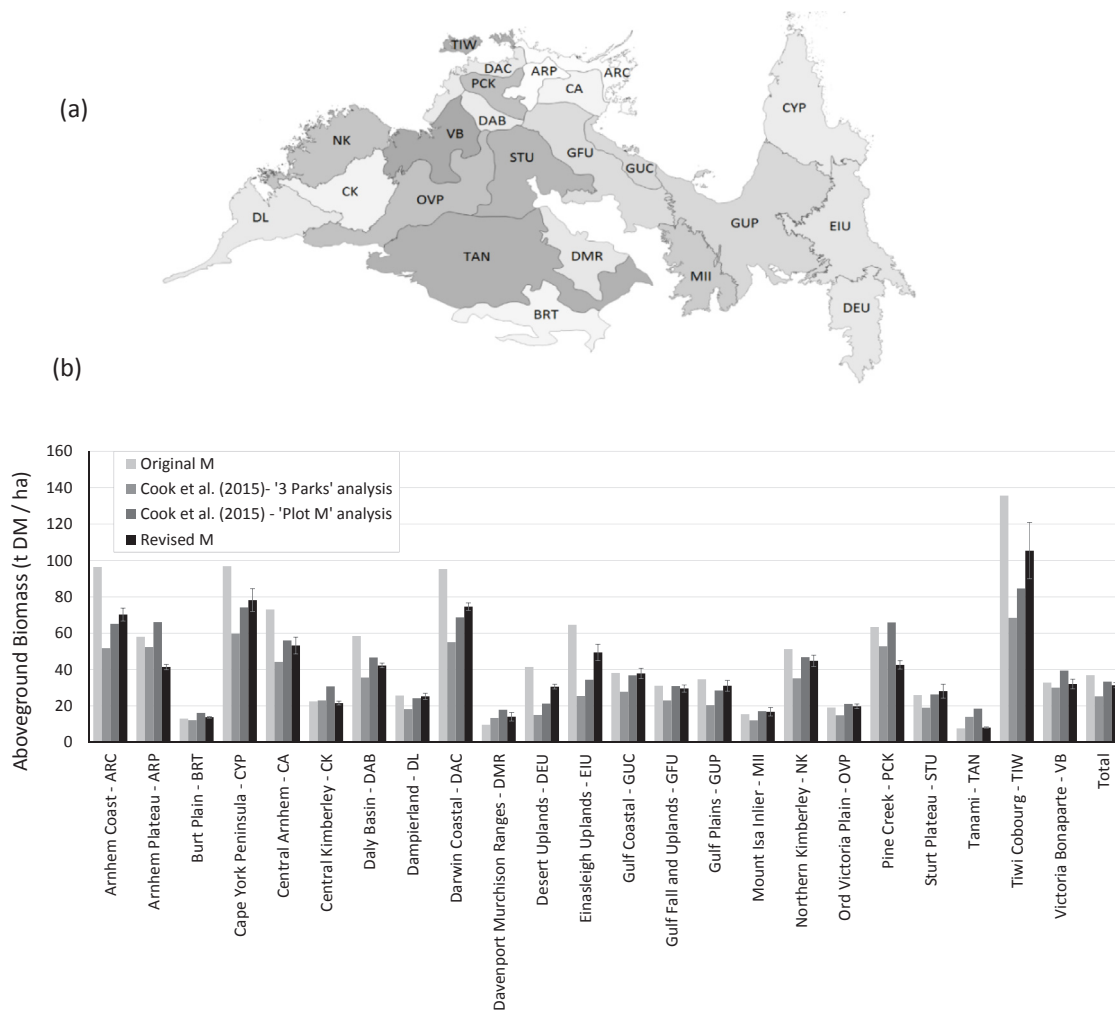 (a)
TIW
DAC
ARP
ARC
PCK
CA
CYP
DAB
NK
VB
STU
GFU
GUC
CK
OVP
DL
GUP
EIU
TAN
DMR
MII
BRT
DEU
(b)
Aboveground Biomass (t DM / ha)
160
140
120
100
80
60
40
20
0
Original M
Cook et al. (2015)- '3 Parks' analysis
Cook et al. (2015) - 'Plot M' analysis
Revised M
Arnhem Coast - ARC
Arnhem Plateau - ARP
Burt Plain - BRT
Cape York Peninsula - CYP
Central Arnhem - CA
Central Kimberley - CK
Daly Basin - DAB
Dampierland - DL
Darwin Coastal - DAC
Davenport Murchison Ranges - DMR
Desert Uplands - DEU
Einasleigh Uplands - EIU
Gulf Coastal - GUC
Gulf Fall and Uplands - GFU
Gulf Plains - GUP
Mount Isa Inlier - MII
Northern Kimberley - NK
Ord Victoria Plain - OVP
Pine Creek - PCK
Sturt Plateau - STU
Tanami - TAN
Tiwi Cobourg - TIW
Victoria Bonaparte - VB
Total